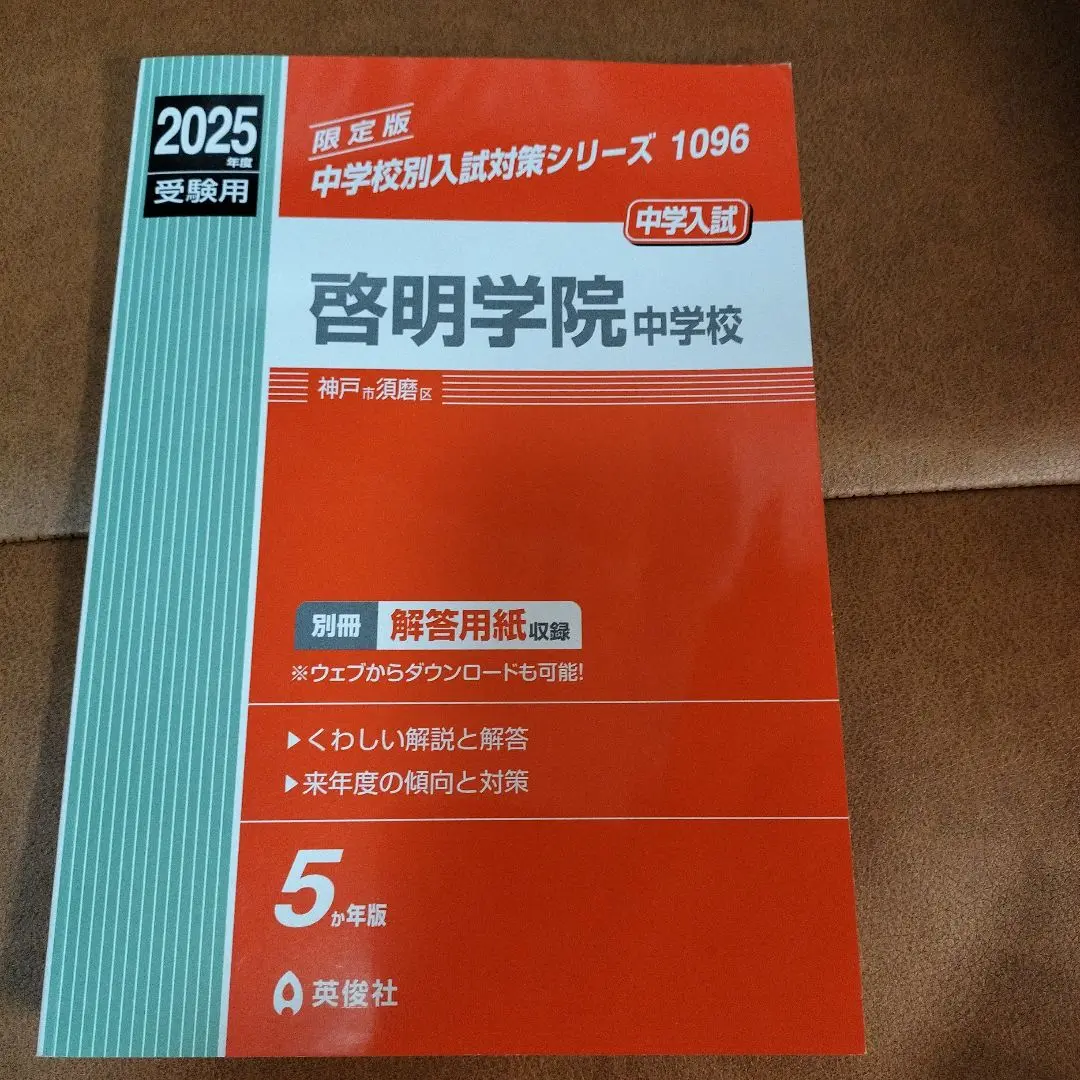 2025
年度
受験用
限定版
中学校別入試対策シリーズ 1096
中学入試
啓明学院中学校
神戸市須磨区
別冊 解答用紙収録
※ウェブからダウンロードも可能!
▶くわしい解説と解答
▶来年度の傾向と対策
5か年版
英俊社